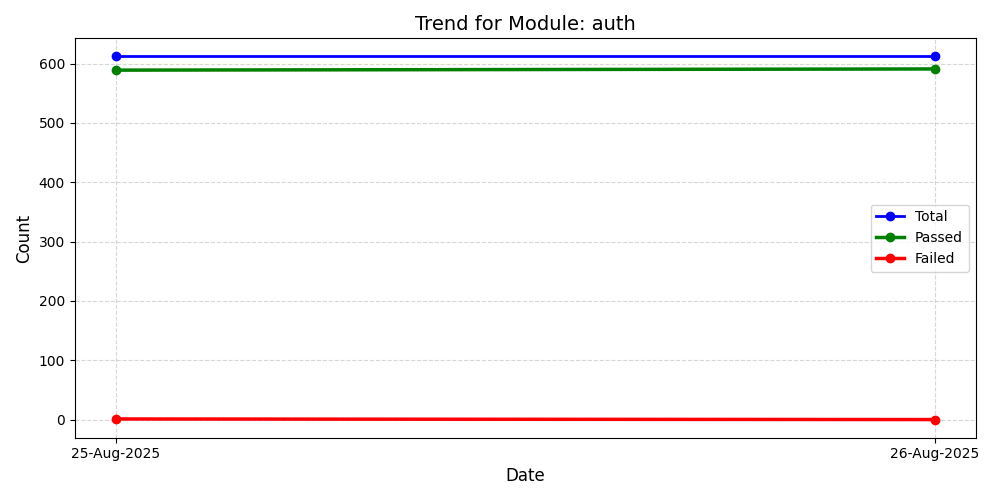 Trend for Module: auth
Count
600
500
400
300
200
100
0
Total
Passed
Failed
25-Aug-2025
26-Aug-2025
Date